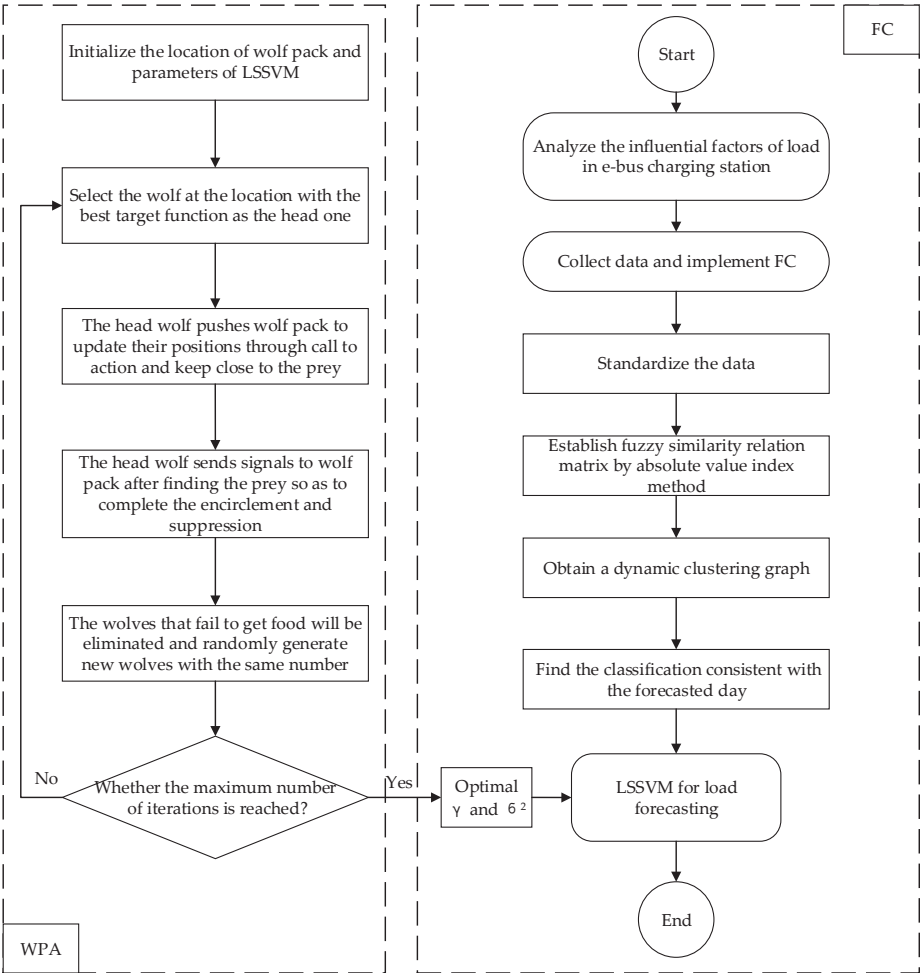 Initialize the location of wolf pack and
parameters of LSSVM
Select the wolf at the location with the
best target function as the head one
The head wolf pushes wolf pack to
update their positions through call to
action and keep close to the prey
The head wolf sends signals to wolf
pack after finding the prey so as to
complete the encirclement and
suppression
The wolves that fail to get food will be
eliminated and randomly generate
new wolves with the same number
Whether the maximum number
of iterations is reached?
No
Yes
WPA
FC
Start
Analyze the influential factors of load
in e-bus charging station
Collect data and implement FC
Standardize the data
Establish fuzzy similarity relation
matrix by absolute value index
method
Obtain a dynamic clustering graph
Find the classification consistent with
the forecasted day
Optimal
γ and б ²
LSSVM for load
forecasting
End